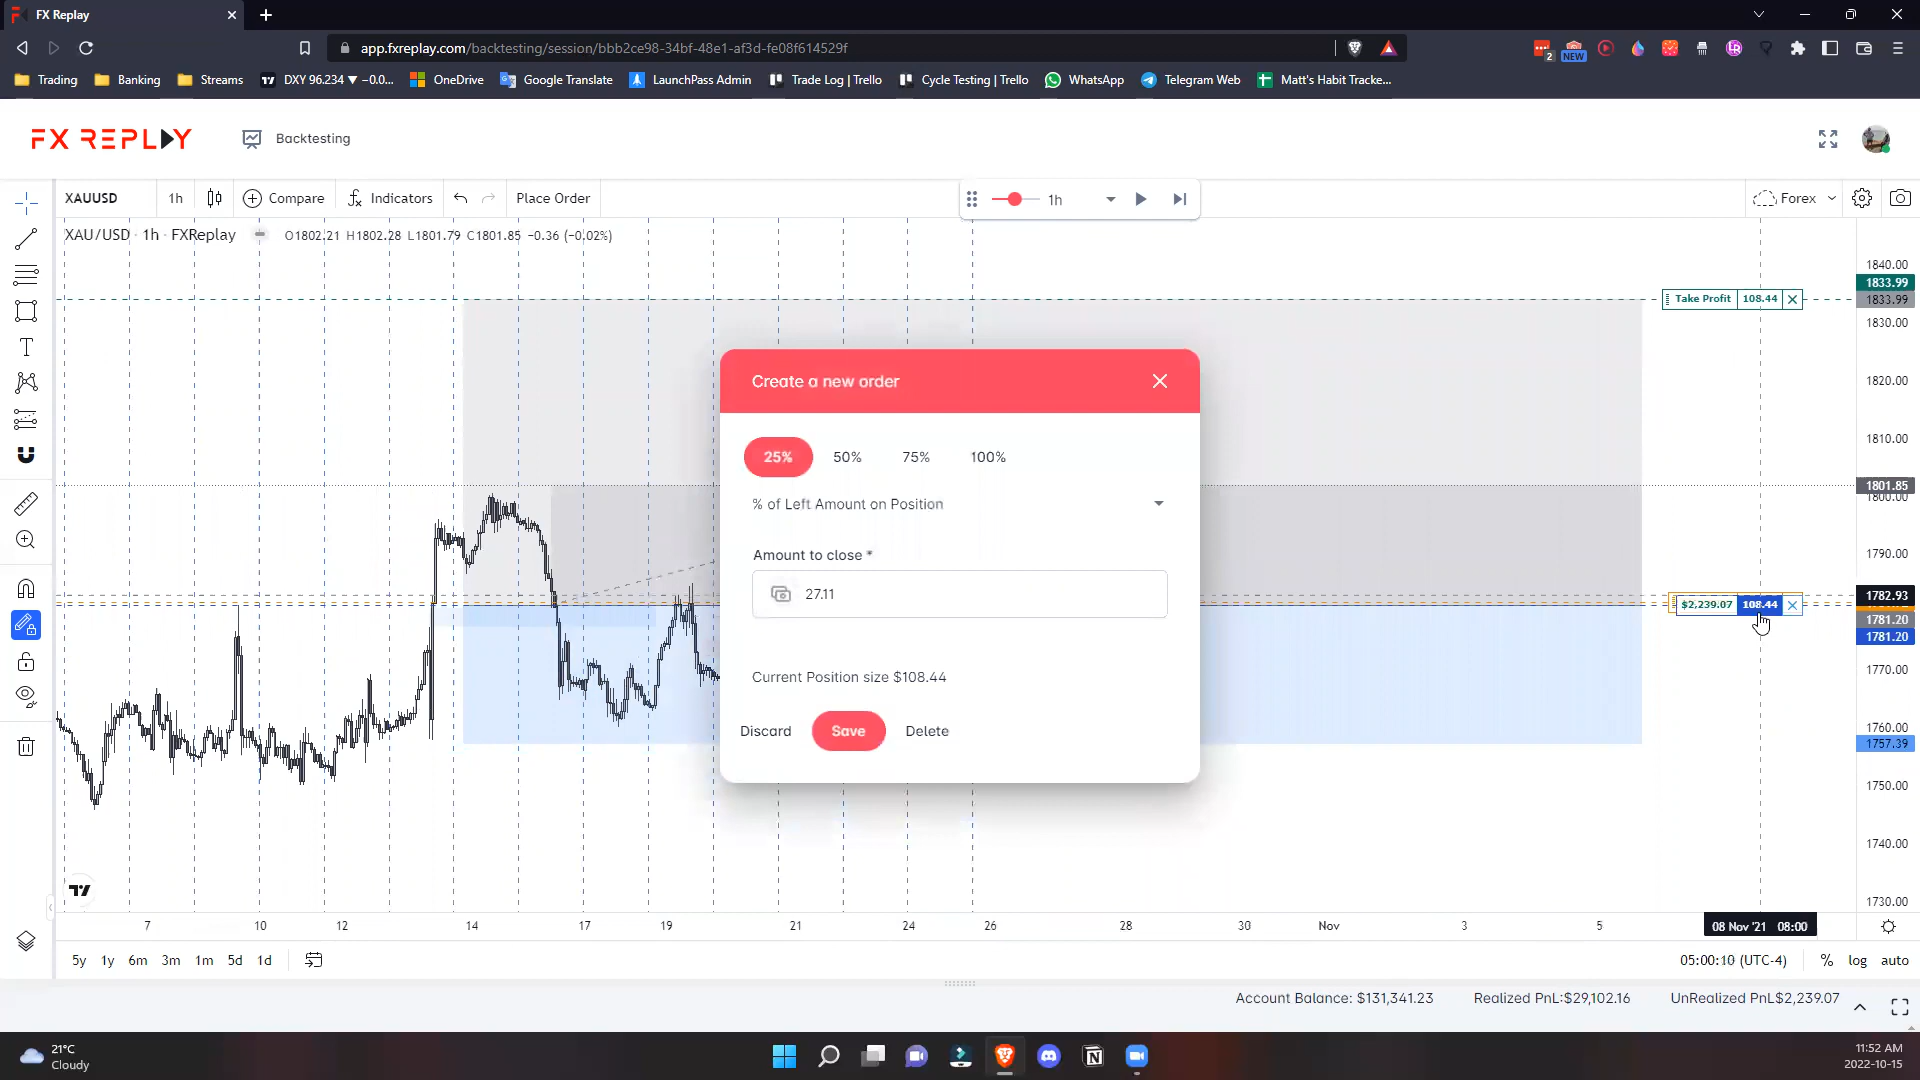 FX Replay
app.fxreplay.com/backtesting/session/bbb2ce98-34bf-48e1-af3d-fe08f614529f
2
NEW
Trading
Banking
Streams
DXY 96.234 ▼ −0.0...
OneDrive
Google Translate
LaunchPass Admin
Trade Log | Trello
Cycle Testing | Trello
WhatsApp
Telegram Web
Matt's Habit Tracke...
FX REPLAY
Backtesting
XAUUSD
1h
Compare
Indicators
Place Order
1h
Forex
XAU/USD · 1h · FXReplay
O1802.21 H1802.28 L1801.79 C1801.85 −0.36 (−0.02%)
1840.00
1833.99
1833.99
1830.00
1820.00
1810.00
1801.85
1800.00
1790.00
1782.93
1781.20
1781.20
1770.00
1760.00
1757.39
1750.00
1740.00
1730.00
Take Profit 108.44
$2,239.07 108.44
Create a new order
25% 50% 75% 100%
% of Left Amount on Position
Amount to close *
27.11
Current Position size $108.44
Discard Save Delete
7 10 12 14 17 19 21 24 26 28 30 Nov 3 5
08 Nov '21 08:00
5y 1y 6m 3m 1m 5d 1d
05:00:10 (UTC-4)
% log auto
Account Balance: $131,341.23
Realized PnL:$29,102.16
UnRealized PnL$2,239.07
21°C
Cloudy
11:52 AM
2022-10-15